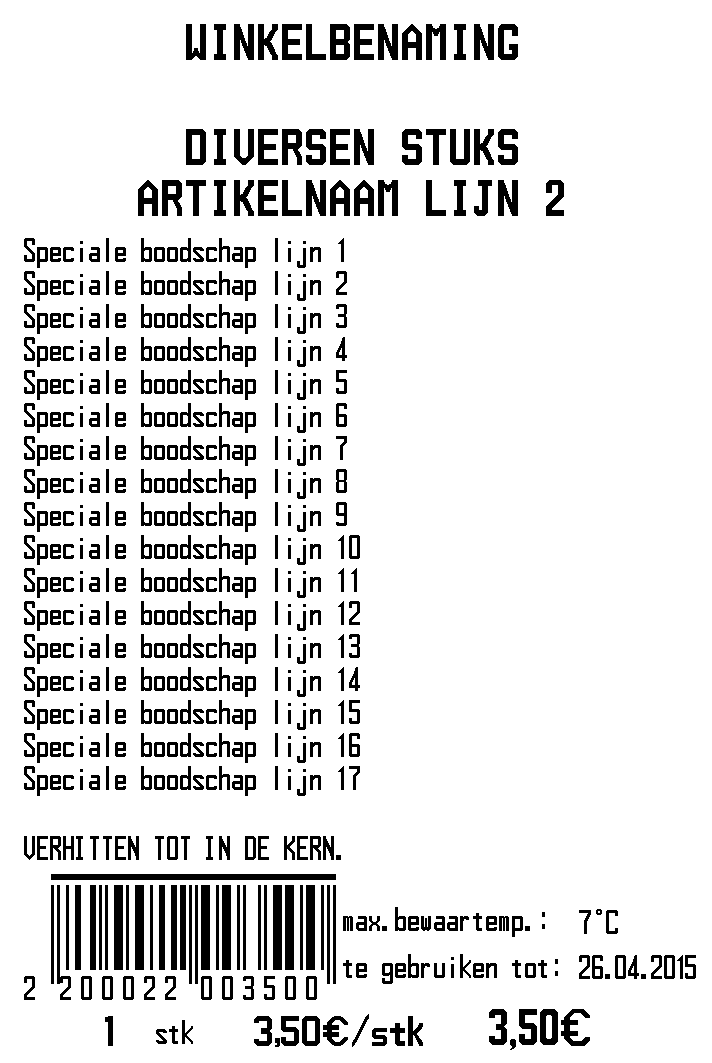 WINKELBENAMING
DIVERSEN STUKS
ARTIKELNAAM LIJN 2
Speciale boodschap lijn 1
Speciale boodschap lijn 2
Speciale boodschap lijn 3
Speciale boodschap lijn 4
Speciale boodschap lijn 5
Speciale boodschap lijn 6
Speciale boodschap lijn 7
Speciale boodschap lijn 8
Speciale boodschap lijn 9
Speciale boodschap lijn 10
Speciale boodschap lijn 11
Speciale boodschap lijn 12
Speciale boodschap lijn 13
Speciale boodschap lijn 14
Speciale boodschap lijn 15
Speciale boodschap lijn 16
Speciale boodschap lijn 17
VERHITTEN TOT IN DE KERN.
max.bewaartemp.: 7°C
te gebruiken tot: 26.04.2015
2 200022 003500
1 stk 3,50€/stk 3,50€